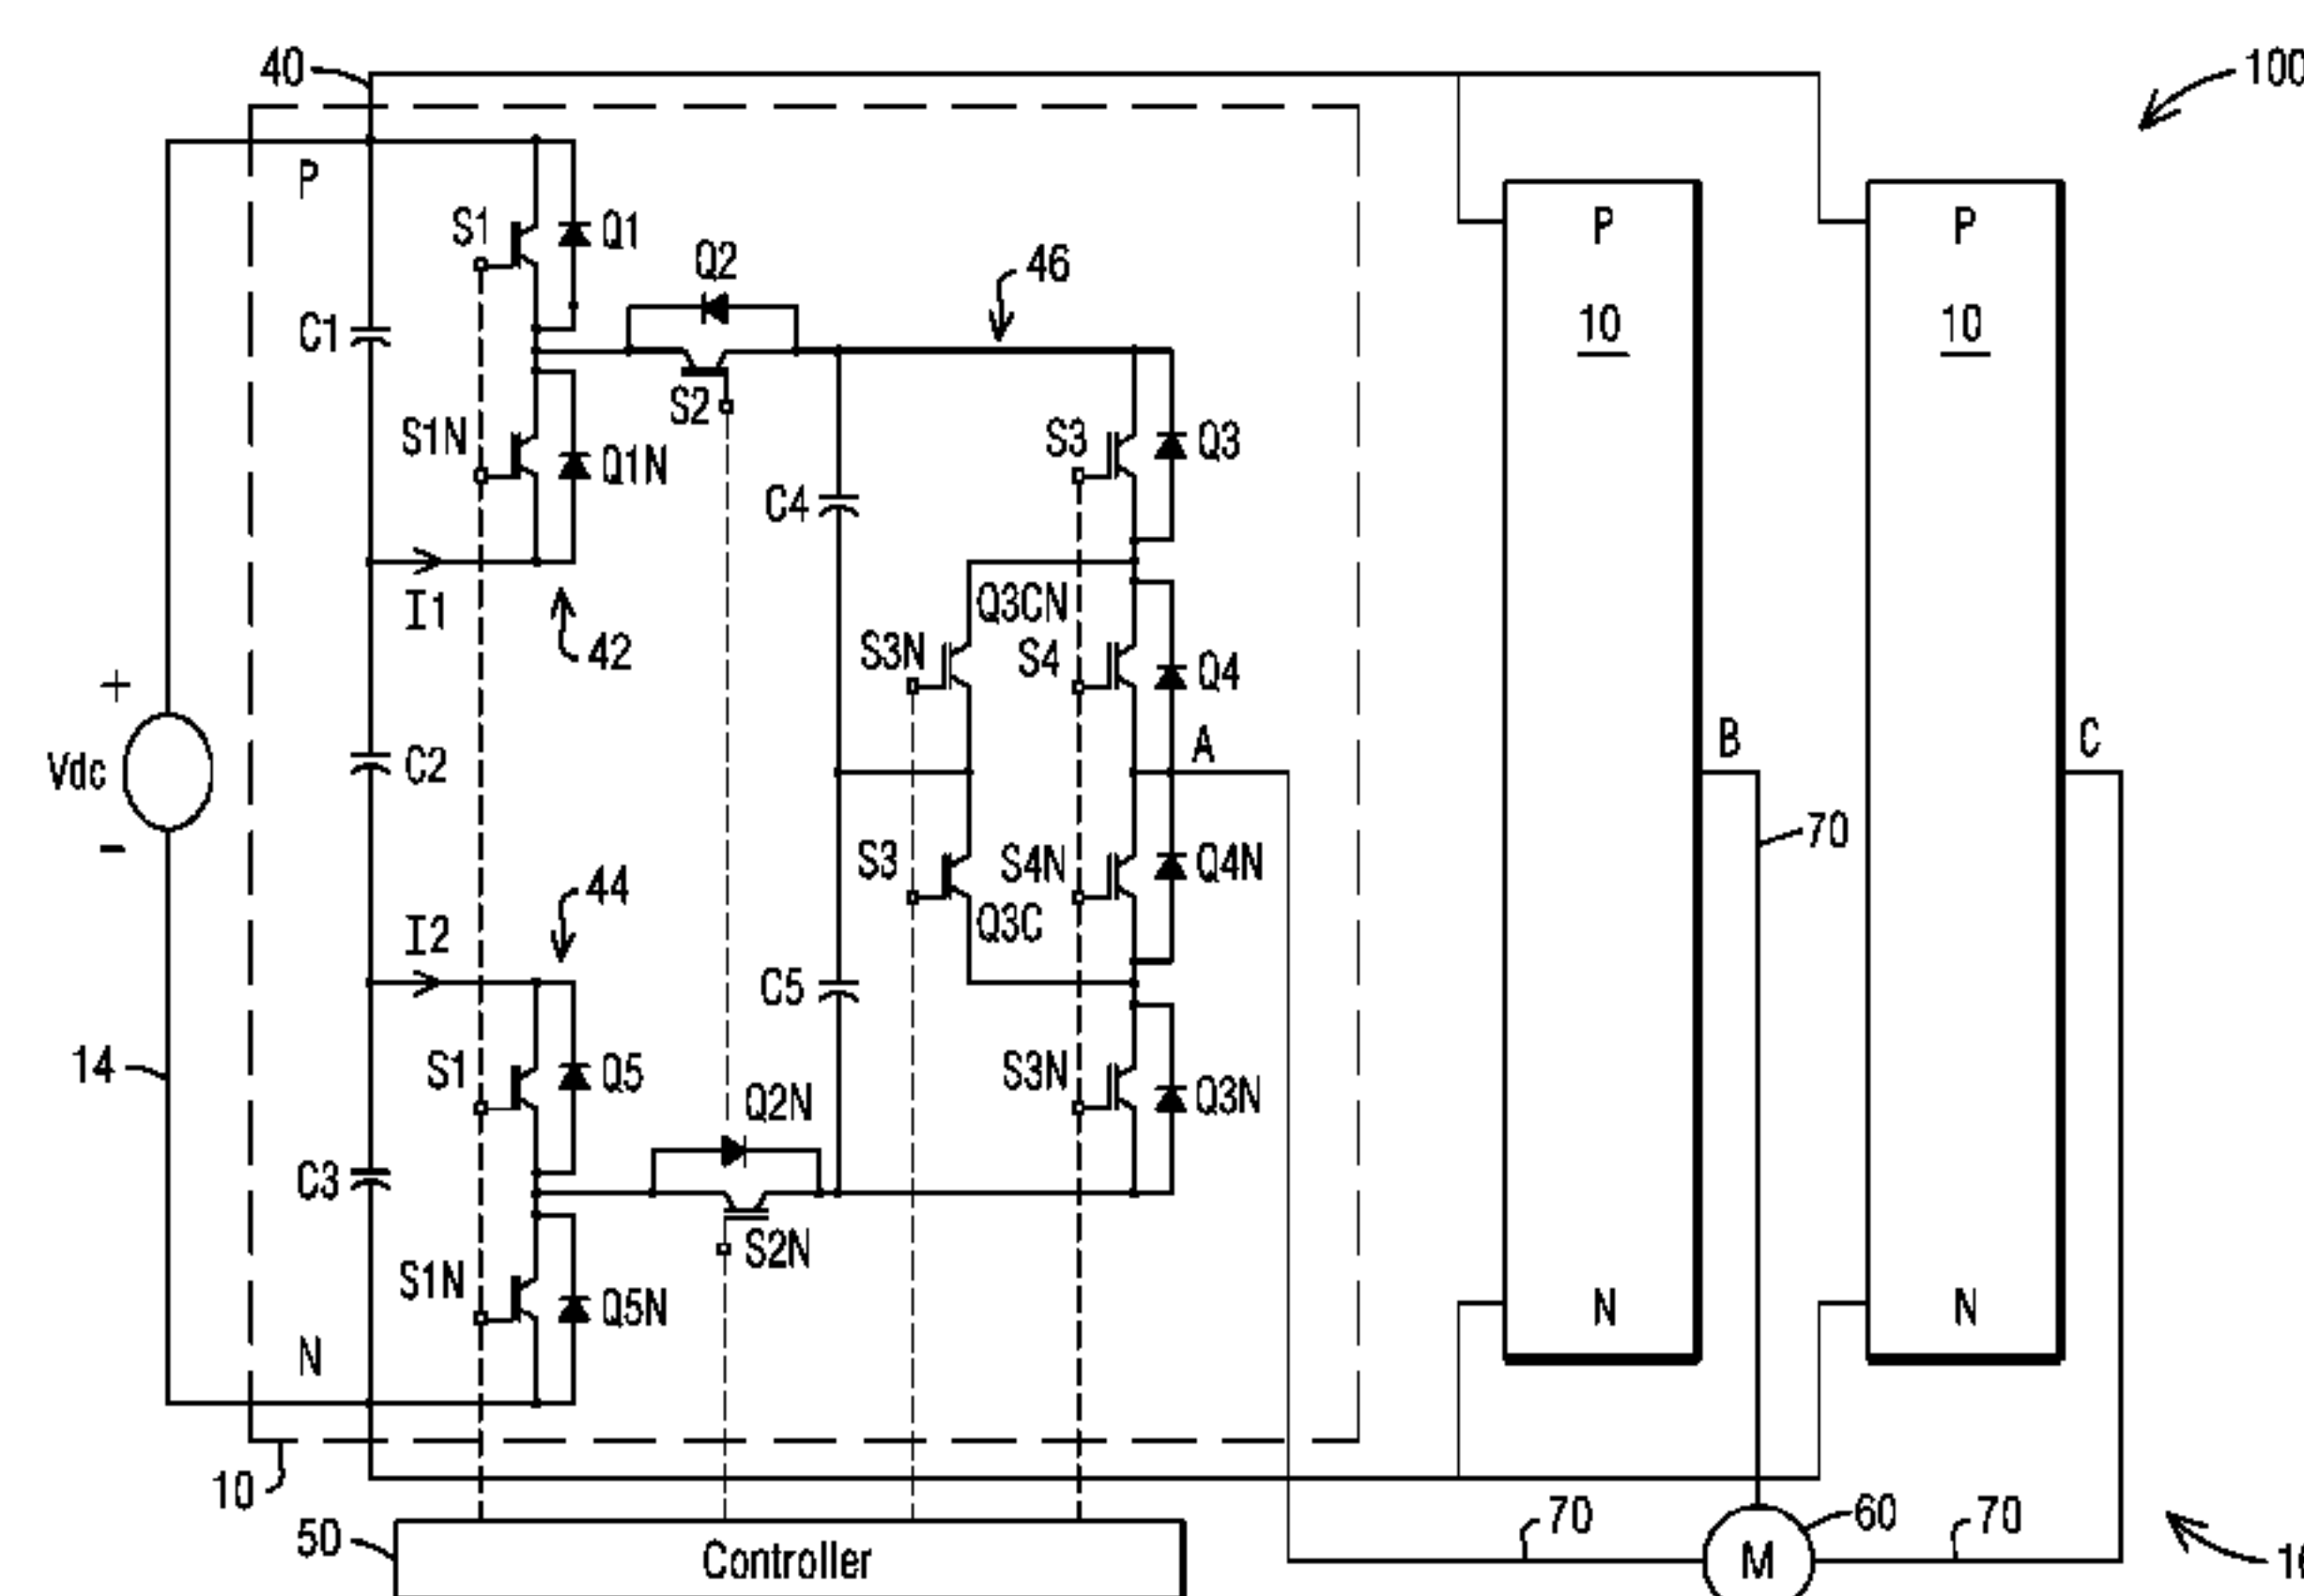 40
100
P
S1
Q1
Q2
46
P
P
10
10
C1
S2
S1N
Q1N
S3
Q3
C4
I1
42
Q3CN
S3N
S4
Q4
+
A
B
C
Vdc
C2
70
-
44
S3
S4N
Q4N
I2
Q3C
C5
14
S1
Q5
S3N
Q3N
Q2N
C3
S2N
S1N
Q5N
N
N
N
10
50
Controller
70
M
60
70